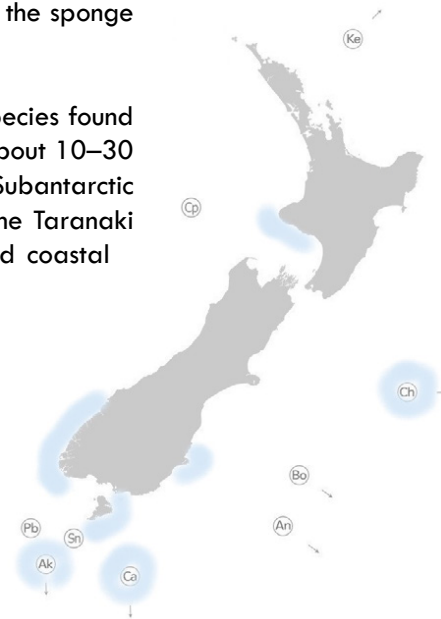 the sponge
pecies found
bout 10–30
Subantarctic
he Taranaki
d coastal
Ke
Cp
Ch
Bo
An
Pb
Sn
Ak
Ca